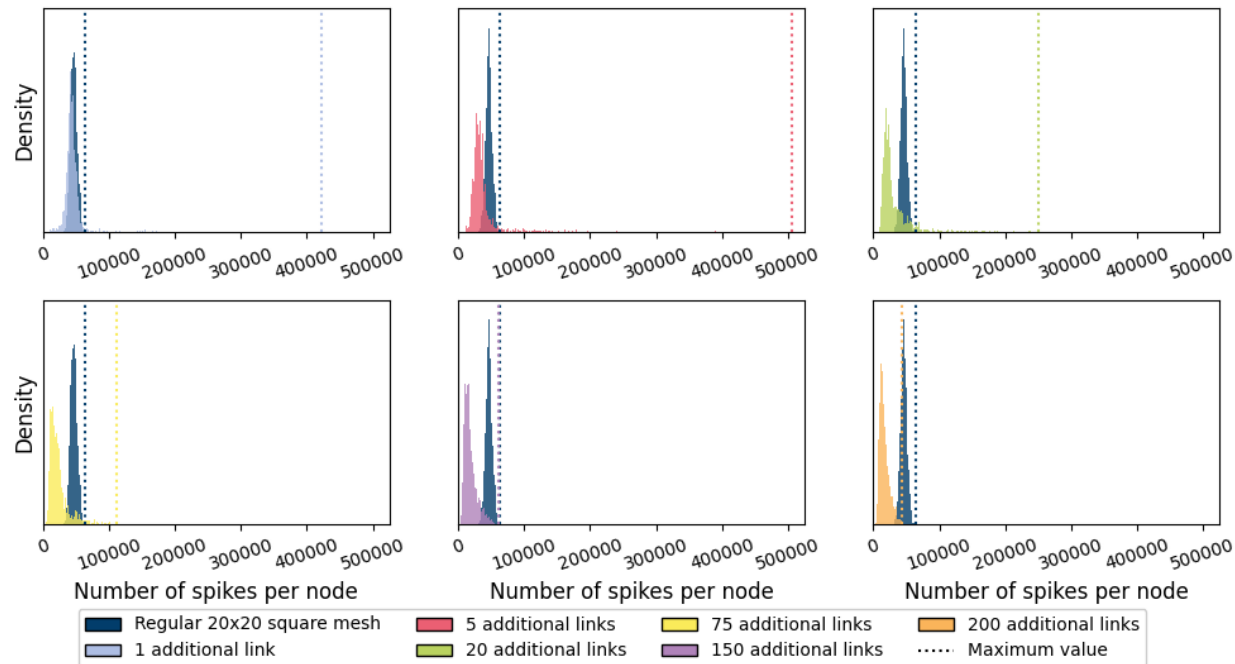 Density
0 100000 200000 300000 400000 500000
0 100000 200000 300000 400000 500000
0 100000 200000 300000 400000 500000
Density
0 100000 200000 300000 400000 500000
0 100000 200000 300000 400000 500000
0 100000 200000 300000 400000 500000
Number of spikes per node
Number of spikes per node
Number of spikes per node
Regular 20x20 square mesh
1 additional link
5 additional links
20 additional links
75 additional links
150 additional links
200 additional links
Maximum value